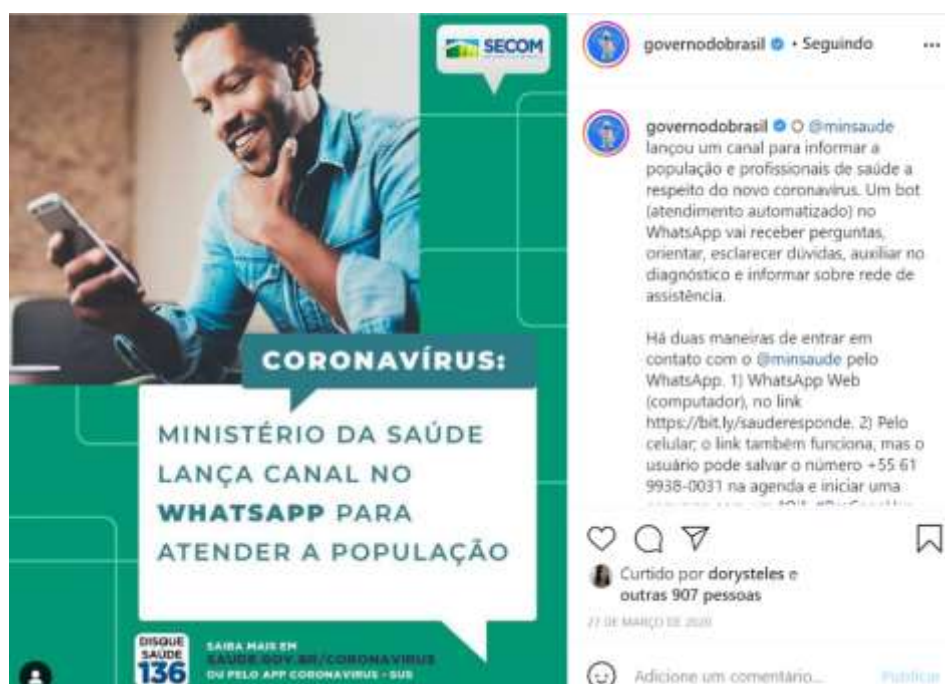 SECOM
CORONAVÍRUS:
MINISTÉRIO DA SAÚDE
LANÇA CANAL NO
WHATSAPP PARA
ATENDER A POPULAÇÃO
DISQUE
SAÚDE
136
SAIBA MAIS EM
SAUDE.GOV.BR/CORONAVIRUS
OU PELO APP CORONAVIRUS - SUS
governodobrasil • Seguindo
governodobrasil O @minsaude
lançou um canal para informar a
população e profissionais de saúde a
respeito do novo coronavírus. Um bot
(atendimento automatizado) no
WhatsApp vai receber perguntas,
orientar, esclarecer dúvidas, auxiliar no
diagnóstico e informar sobre rede de
assistência.
Há duas maneiras de entrar em
contato com o @minsaude pelo
WhatsApp. 1) WhatsApp Web
(computador), no link
https://bit.ly/sauderesponde. 2) Pelo
celular; o link também funciona, mas o
usuário pode salvar o número +55 61
9938-0031 na agenda e iniciar uma
Curtido por dorysteles e
outras 907 pessoas
27 DE MARÇO DE 2020
Adicione um comentário...
Publicar